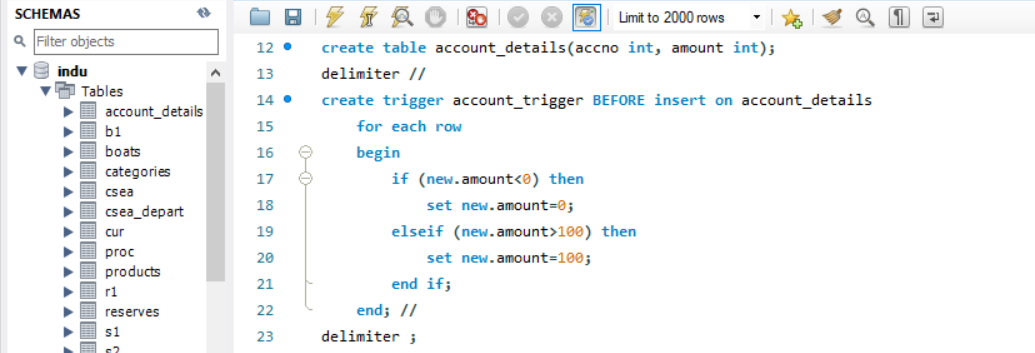 SCHEMAS
Filter objects
indu
Tables
account_details
b1
boats
categories
csea
csea_depart
cur
proc
products
r1
reserves
s1
s2
Limit to 2000 rows
12 create table account_details(accno int, amount int);
13 delimiter //
14 create trigger account_trigger BEFORE insert on account_details
15 for each row
16 begin
17 if (new.amount<0) then
18 set new.amount=0;
19 elseif (new.amount>100) then
20 set new.amount=100;
21 end if;
22 end; //
23 delimiter ;